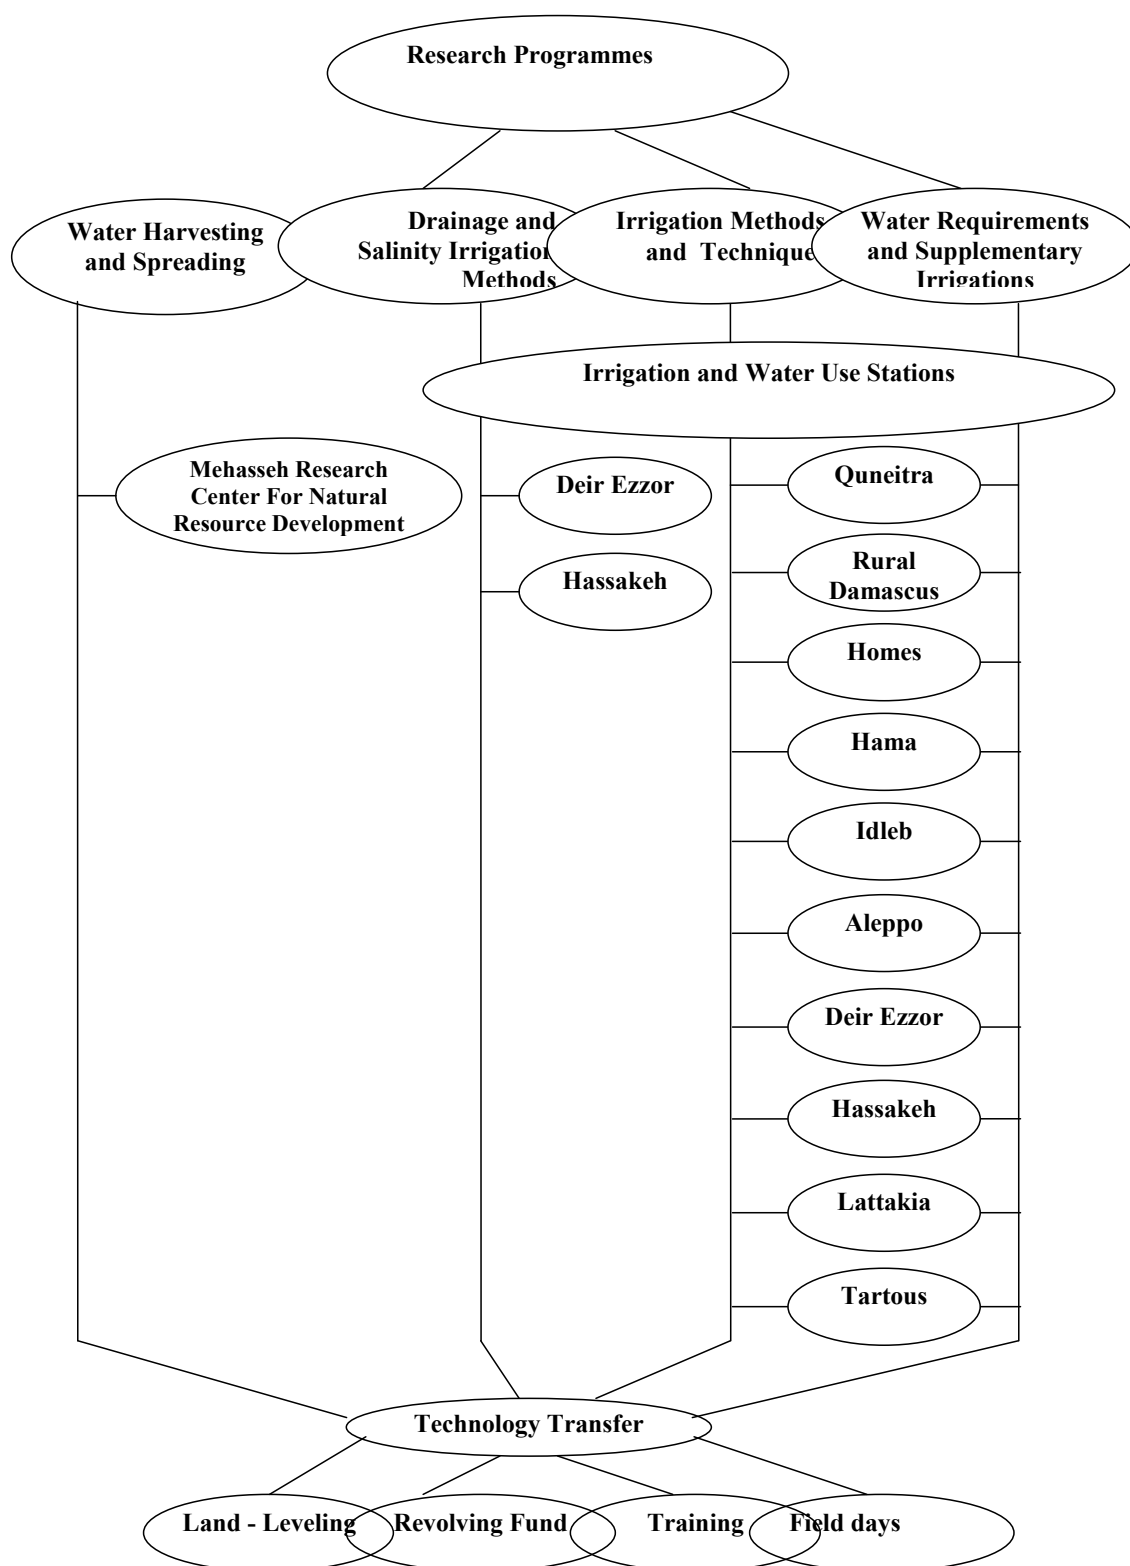 Research Programmes
Water Harvesting
and Spreading
Drainage and
Salinity Irrigation
Methods
Irrigation Methods
and Technique
Water Requirements
and Supplementary
Irrigations
Irrigation and Water Use Stations
Mehasseh Research
Center For Natural
Resource Development
Deir Ezzor
Hassakeh
Quneitra
Rural
Damascus
Homes
Hama
Idleb
Aleppo
Deir Ezzor
Hassakeh
Lattakia
Tartous
Technology Transfer
Land - Leveling
Revolving Fund
Training
Field days